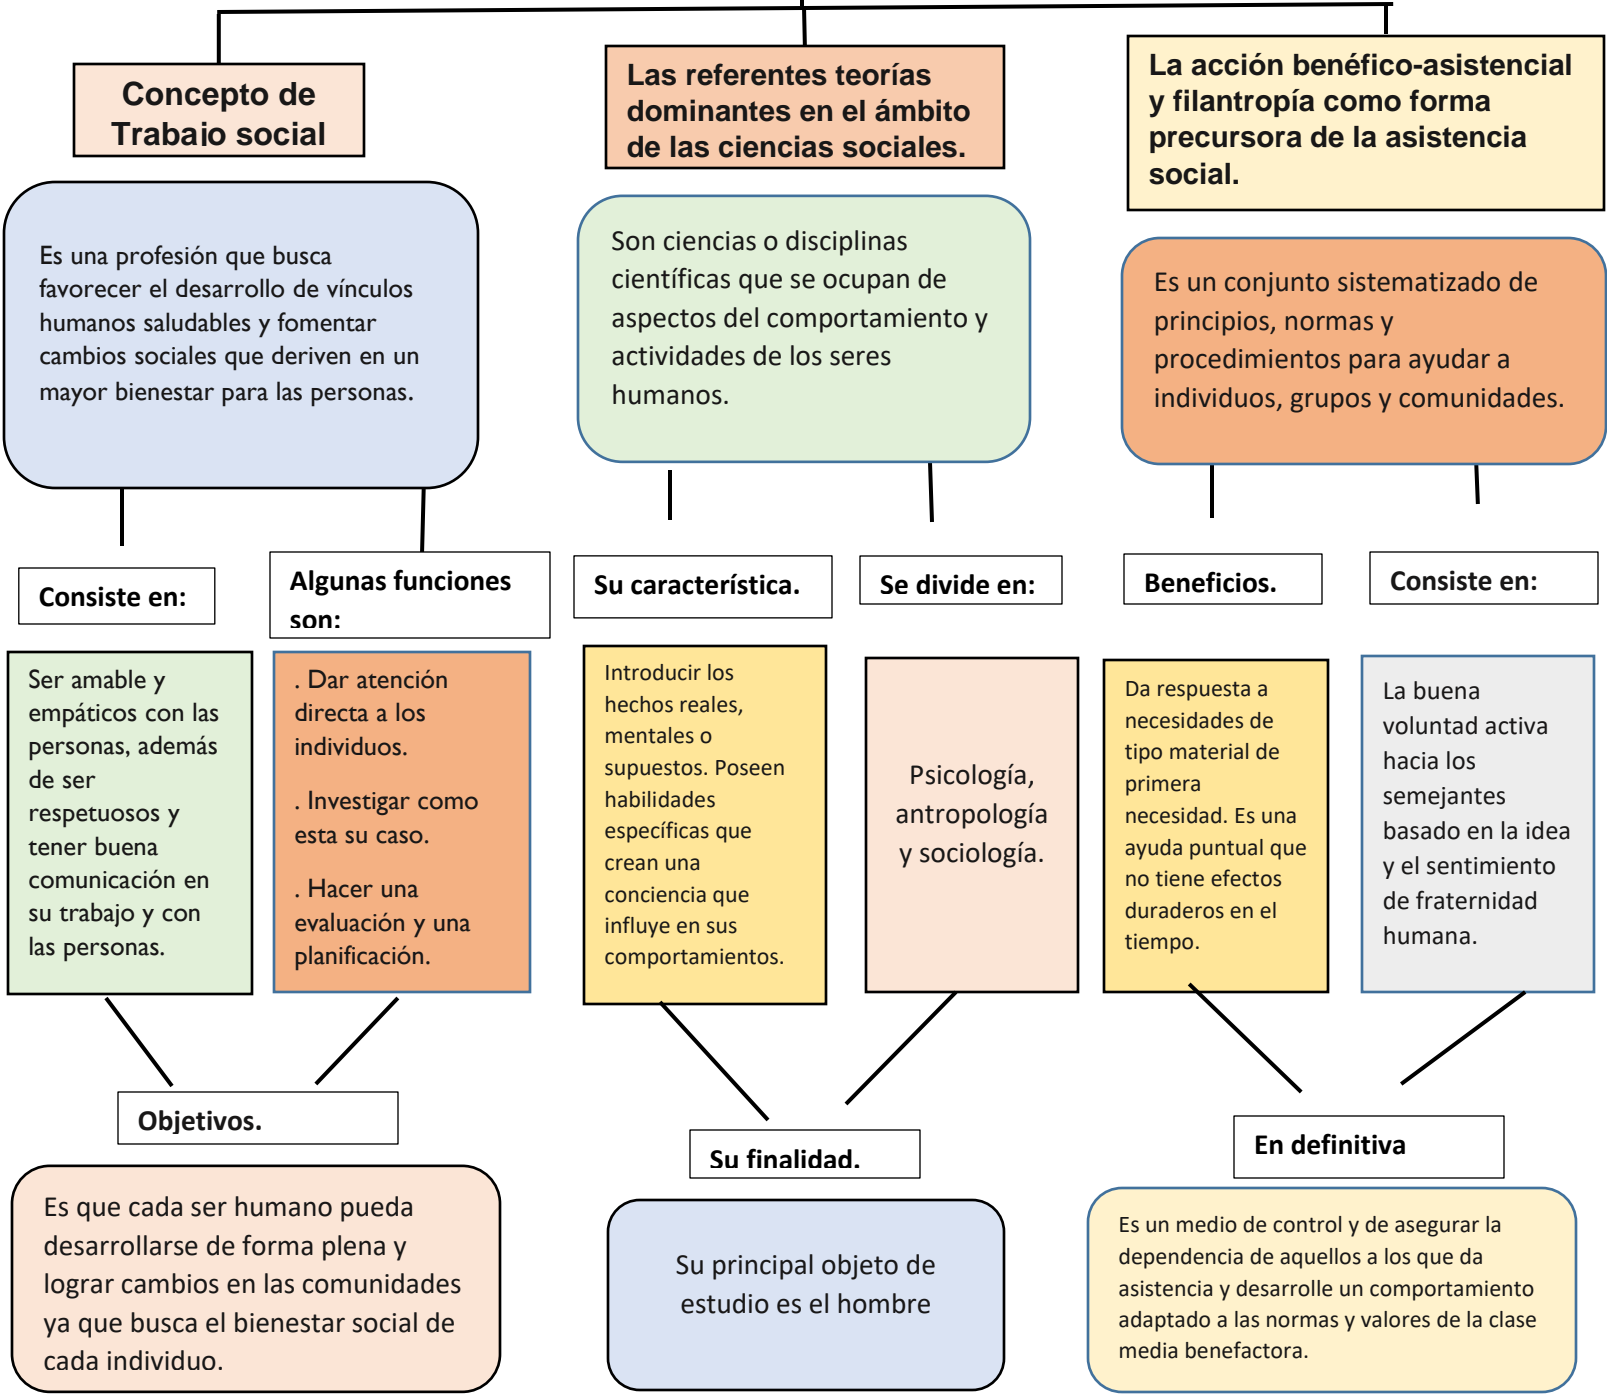 Concepto de
Trabajo social
Es una profesión que busca
favorecer el desarrollo de vínculos
humanos saludables y fomentar
cambios sociales que deriven en un
mayor bienestar para las personas.
Consiste en:
Ser amable y
empáticos con las
personas, además
de ser
respetuosos y
tener buena
comunicación en
su trabajo y con
las personas.
Algunas funciones
son:
. Dar atención
directa a los
individuos.
. Investigar como
esta su caso.
. Hacer una
evaluación y una
planificación.
Objetivos.
Es que cada ser humano pueda
desarrollarse de forma plena y
lograr cambios en las comunidades
ya que busca el bienestar social de
cada individuo.
Las referentes teorías
dominantes en el ámbito
de las ciencias sociales.
Son ciencias o disciplinas
científicas que se ocupan de
aspectos del comportamiento y
actividades de los seres
humanos.
Su característica.
Introducir los
hechos reales,
mentales o
supuestos. Poseen
habilidades
específicas que
crean una
conciencia que
influye en sus
comportamientos.
Se divide en:
Psicología,
antropología
y sociología.
Su finalidad.
Su principal objeto de
estudio es el hombre
La acción benéfico-asistencial
y filantropía como forma
precursora de la asistencia
social.
Es un conjunto sistematizado de
principios, normas y
procedimientos para ayudar a
individuos, grupos y comunidades.
Beneficios.
Da respuesta a
necesidades de
tipo material de
primera
necesidad. Es una
ayuda puntual que
no tiene efectos
duraderos en el
tiempo.
Consiste en:
La buena
voluntad activa
hacia los
semejantes
basado en la idea
y el sentimiento
de fraternidad
humana.
En definitiva
Es un medio de control y de asegurar la
dependencia de aquellos a los que da
asistencia y desarrolle un comportamiento
adaptado a las normas y valores de la clase
media benefactora.